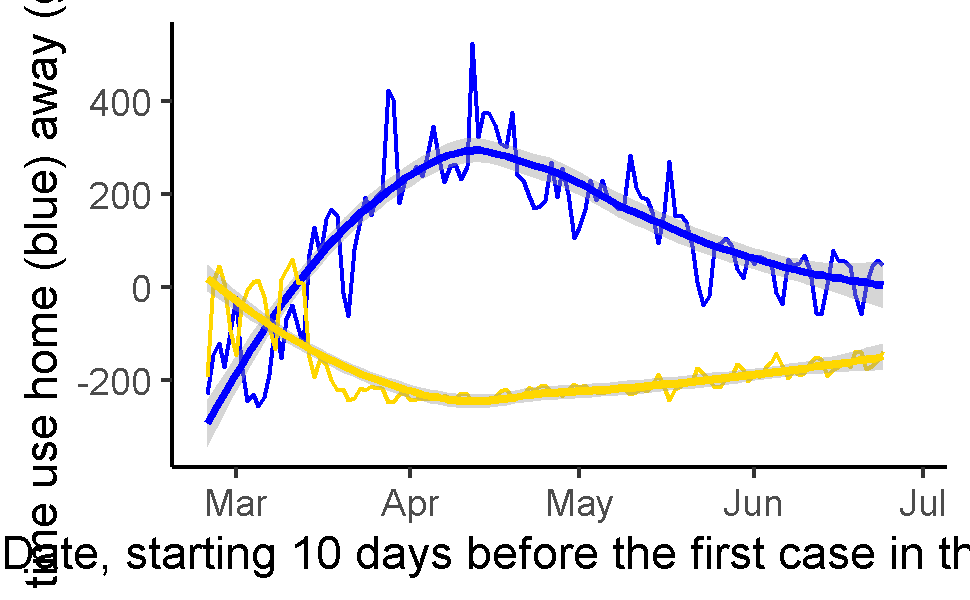 time use home (blue) away (
400
200
0
-200
Mar Apr May Jun Jul
Date, starting 10 days before the first case in th